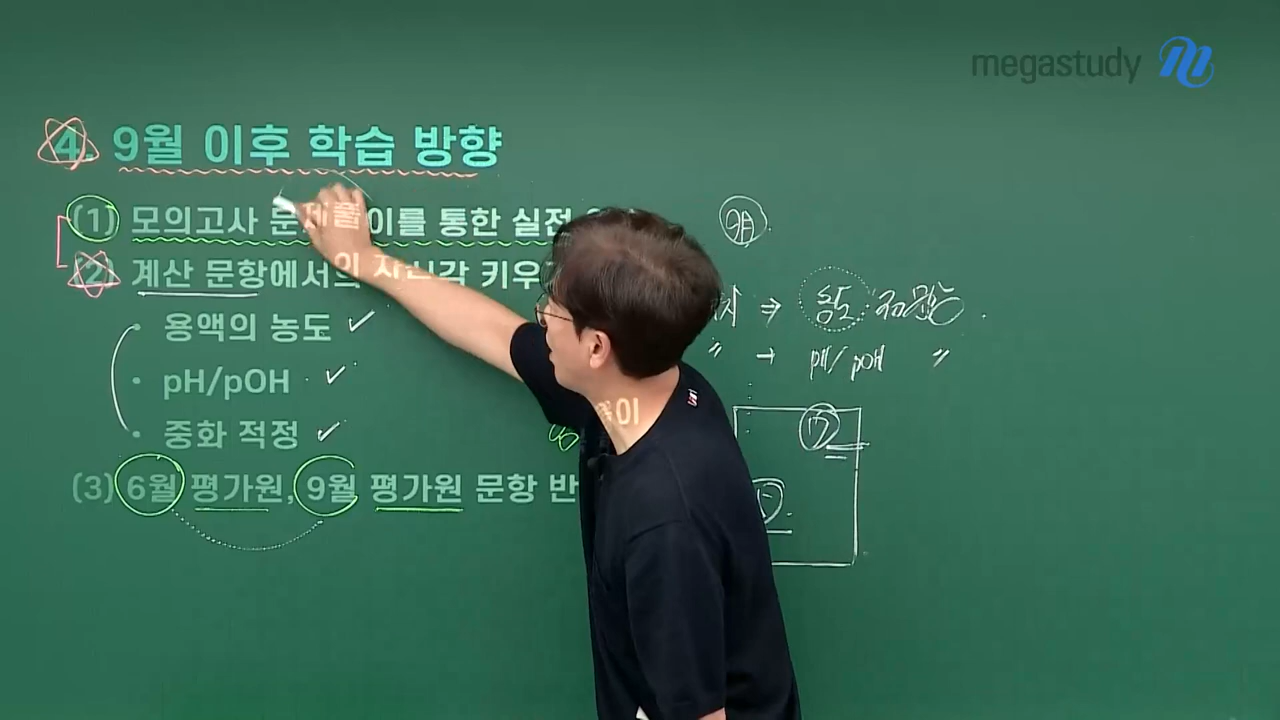 megastudy
4. 9월 이후 학습 방향
(1) 모의고사 문제풀이를 통한 실전
9월
(2) 계산 문항에서의 자신감 키우
⇒ 농도
• 용액의 농도 ✓
" → pH/pOH "
• pH/pOH ✓
• 중화 적정 ✓
17
(3) 6월 평가원, 9월 평가원 문항 반
15